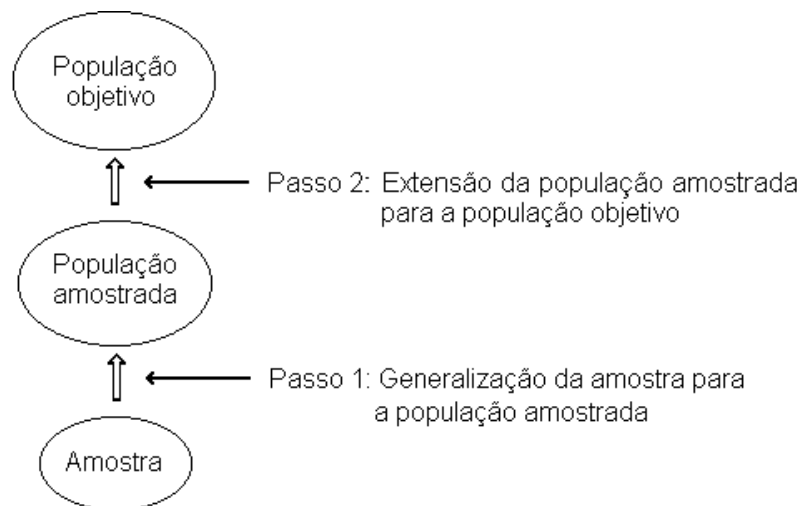 População
objetivo
Passo 2: Extensão da população amostrada
para a população objetivo
População
amostrada
Passo 1: Generalização da amostra para
a população amostrada
Amostra